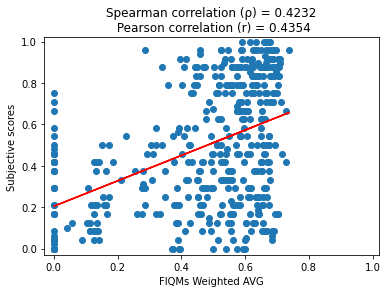 Spearman correlation (ρ) = 0.4232
Pearson correlation (r) = 0.4354
1.0
0.8
0.6
0.4
0.2
0.0
Subjective scores
0.0 0.2 0.4 0.6 0.8 1.0
FIQMs Weighted AVG